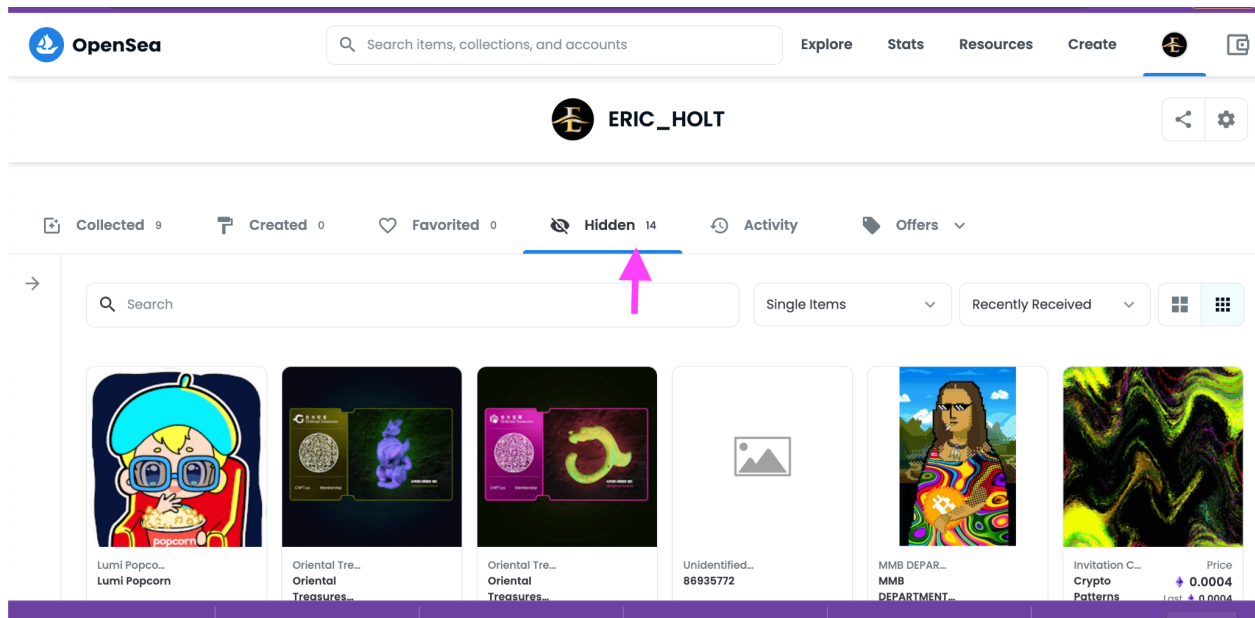 OpenSea
Search items, collections, and accounts
Explore Stats Resources Create
ERIC_HOLT
Collected 9 Created 0 Favorited 0 Hidden 14 Activity Offers
Search
Single Items
Recently Received
popcorn
Lumi Popco...
Lumi Popcorn
Membership
Oriental Tre...
Oriental
Treasures...
Membership
Oriental Tre...
Oriental
Treasures...
Unidentified...
86935772
MMB DEPAR...
MMB
DEPARTMENT...
Invitation C... Price
Crypto 0.0004
Patterns Last 0.0004